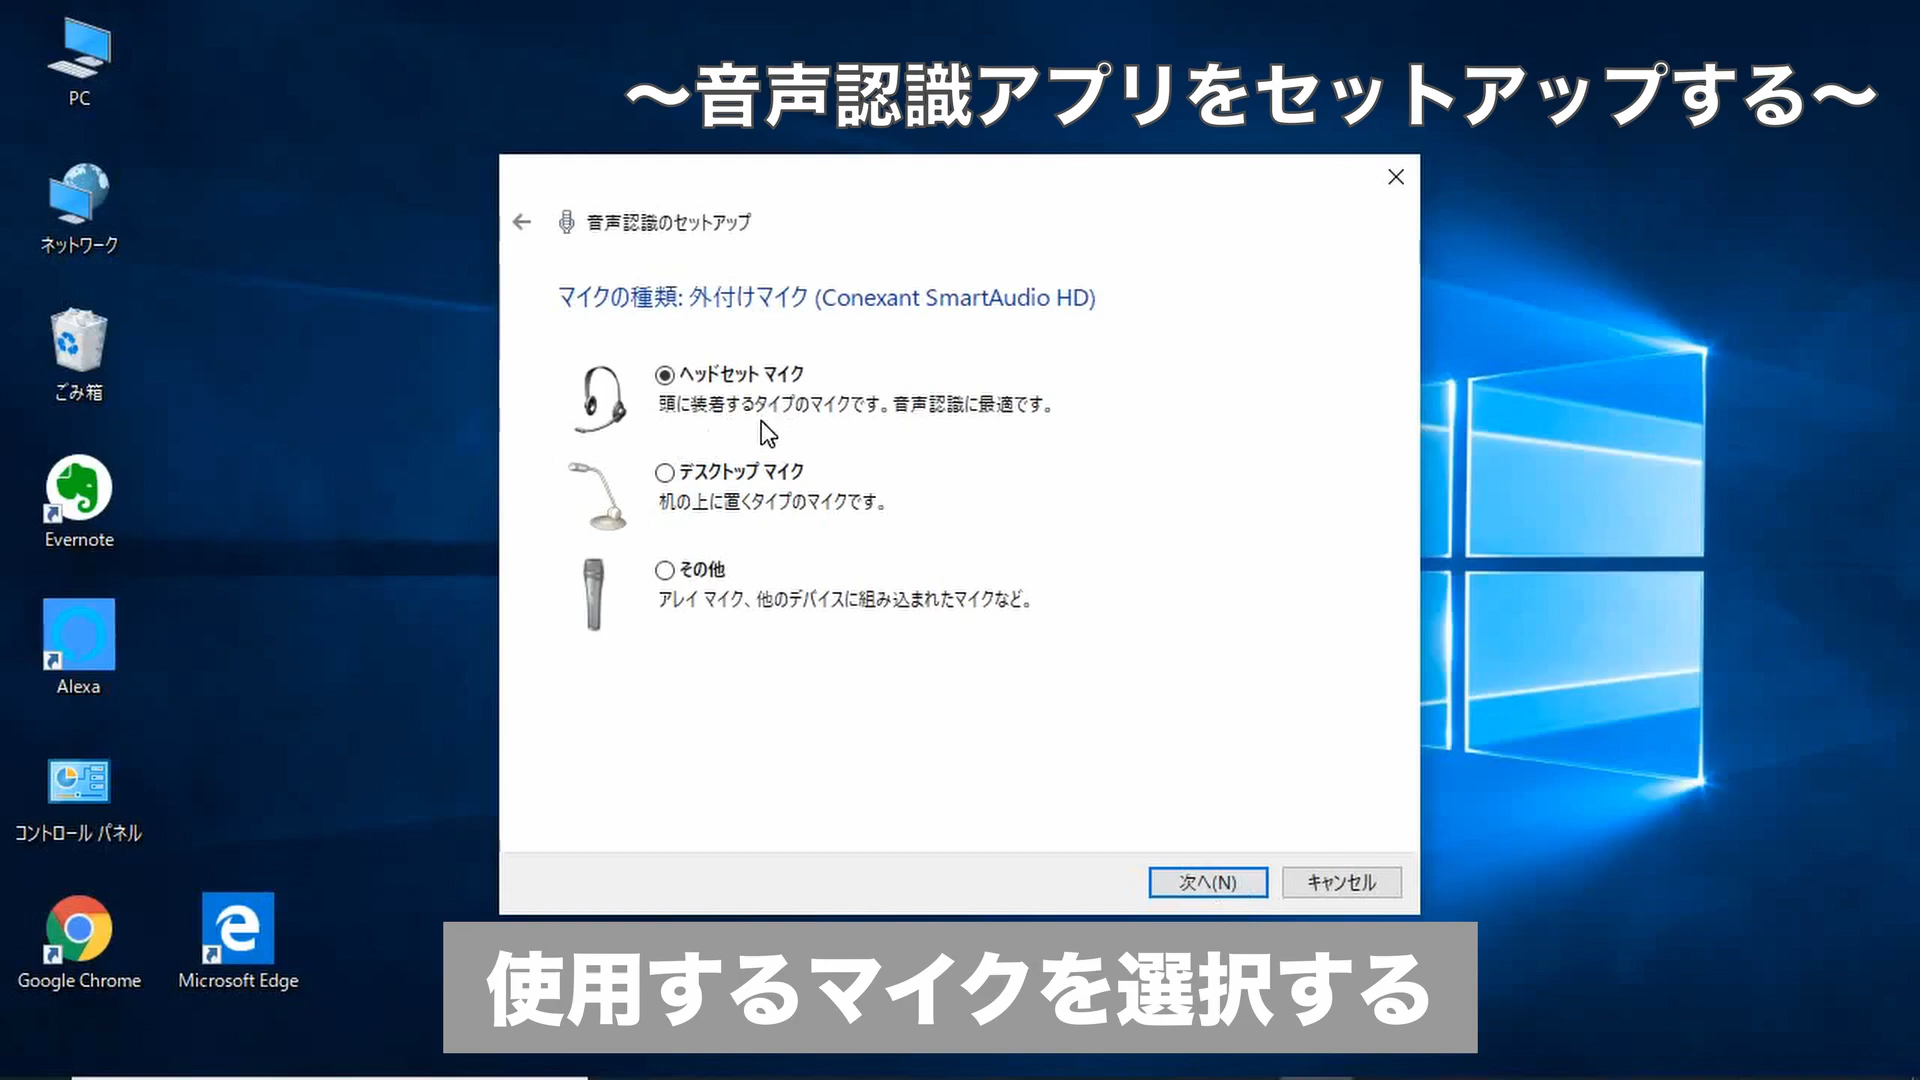 PC
ネットワーク
ごみ箱
Evernote
Alexa
コントロール パネル
Google Chrome
Microsoft Edge
～音声認識アプリをセットアップする～
音声認識のセットアップ
マイクの種類: 外付けマイク (Conexant SmartAudio HD)
ヘッドセット マイク
頭に装着するタイプのマイクです。音声認識に最適です。
デスクトップ マイク
机の上に置くタイプのマイクです。
その他
アレイ マイク、他のデバイスに組み込まれたマイクなど。
次へ(N)
キャンセル
使用するマイクを選択する